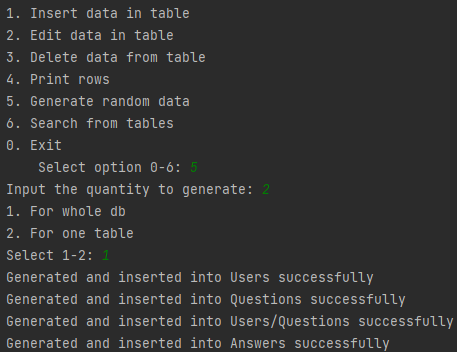 1. Insert data in table
2. Edit data in table
3. Delete data from table
4. Print rows
5. Generate random data
6. Search from tables
0. Exit
    Select option 0-6: 5
Input the quantity to generate: 2
1. For whole db
2. For one table
Select 1-2: 1
Generated and inserted into Users successfully
Generated and inserted into Questions successfully
Generated and inserted into Users/Questions successfully
Generated and inserted into Answers successfully